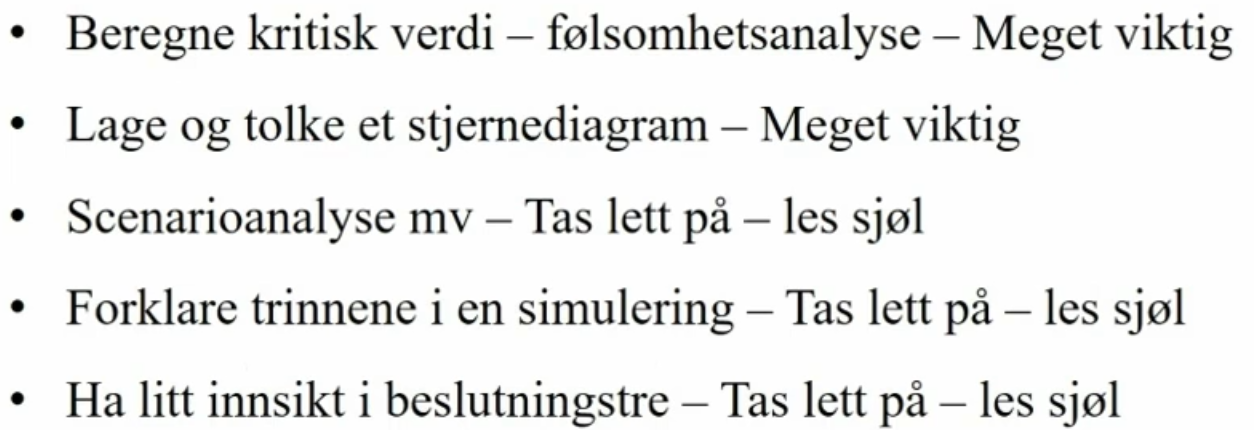 • Beregne kritisk verdi – følsomhetsanalyse – Meget viktig
• Lage og tolke et stjernediagram – Meget viktig
• Scenarioanalyse mv – Tas lett på – les sjøl
• Forklare trinnene i en simulering – Tas lett på – les sjøl
• Ha litt innsikt i beslutningstre – Tas lett på – les sjøl